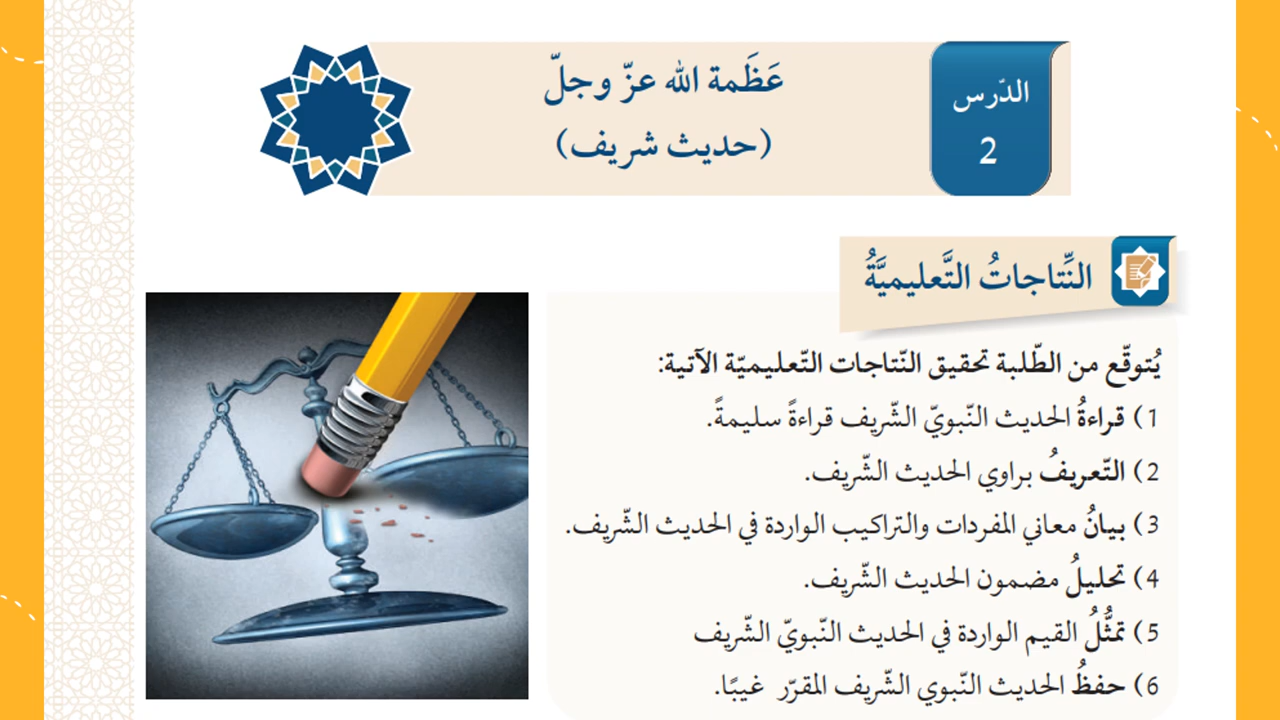 الدّرس
2
عَظَمة الله عزّ وجلّ
(حديث شريف)
النِّتاجاتُ التَّعليميَّةُ
يُتوقّع من الطّلبة تحقيق النّتاجات التّعليميّة الآتية:
1) قراءةُ الحديث النّبويّ الشّريف قراءةً سليمةً.
2) التّعريفُ براوي الحديث الشّريف.
3) بيانُ معاني المفردات والتراكيب الواردة في الحديث الشّريف.
4) تحليلُ مضمون الحديث الشّريف.
5) تمثُّلُ القيم الواردة في الحديث النّبويّ الشّريف
6) حفظُ الحديث النّبوي الشّريف المقرّر غيبًا.